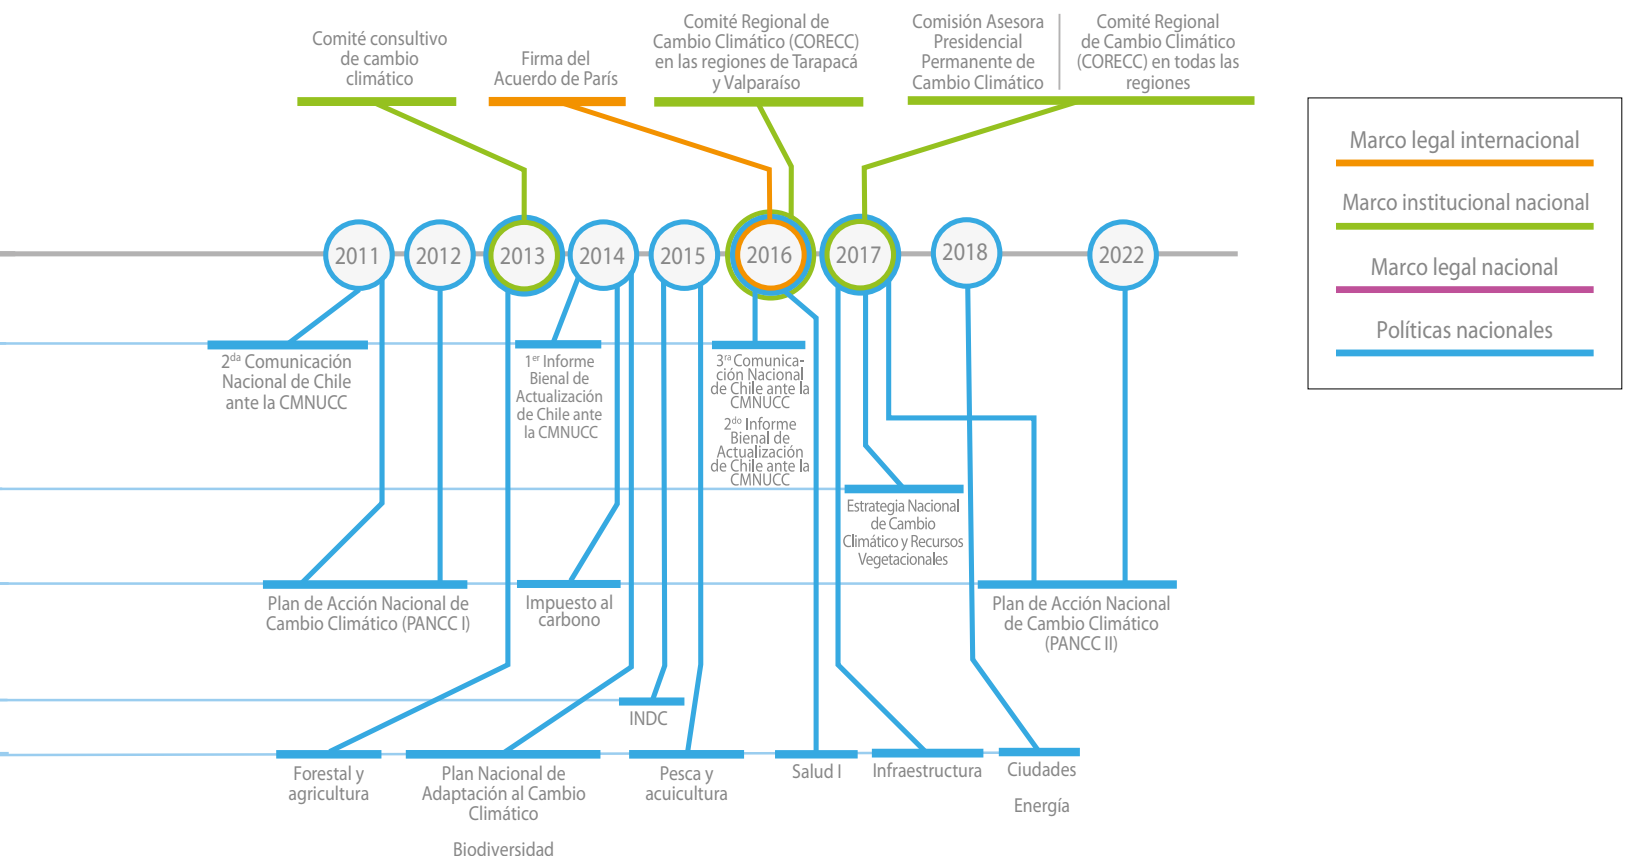 Comité consultivo
de cambio
climático
Firma del
Acuerdo de París
Comité Regional de
Cambio Climático (CORECC)
en las regiones de Tarapacá
y Valparaíso
Comisión Asesora
Presidencial
Permanente de
Cambio Climático
Comité Regional
de Cambio Climático
(CORECC) en todas las
regiones
Marco legal internacional
Marco institucional nacional
Marco legal nacional
Políticas nacionales
2011
2012
2013
2014
2015
2016
2017
2018
2022
2da Comunicación
Nacional de Chile
ante la CMNUCC
1er Informe
Bienal de
Actualización
de Chile ante
la CMNUCC
3ra Comunica-
ción Nacional
de Chile ante la
CMNUCC
2do Informe
Bienal de
Actualización
de Chile ante la
CMNUCC
Estrategia Nacional
de Cambio
Climático y Recursos
Vegetacionales
Plan de Acción Nacional de
Cambio Climático (PANCC I)
Impuesto al
carbono
Plan de Acción Nacional
de Cambio Climático
(PANCC II)
INDC
Forestal y
agricultura
Plan Nacional de
Adaptación al Cambio
Climático
Biodiversidad
Pesca y
acuicultura
Salud I
Infraestructura
Ciudades
Energía